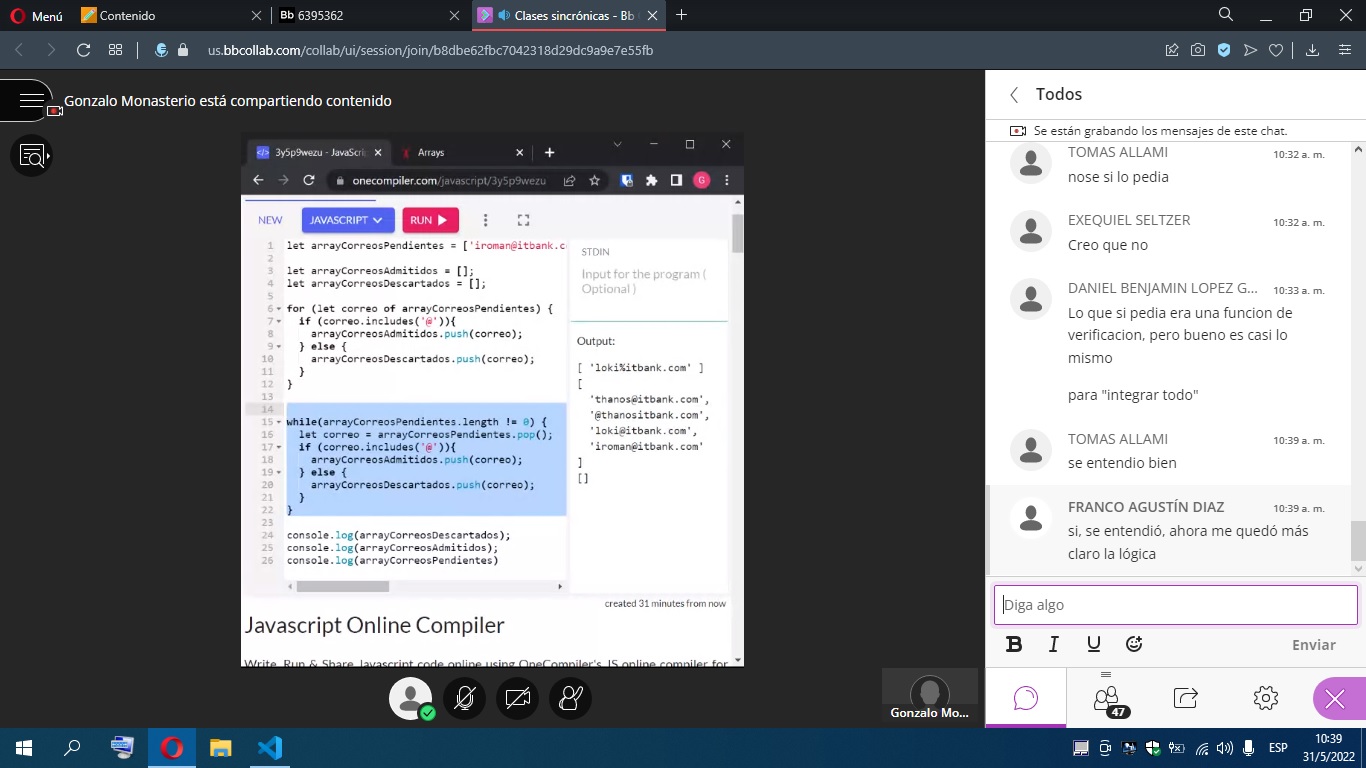 Menú
Contenido
6395362
Clases sincrónicas - Bb
us.bbcollab.com/collab/ui/session/join/b8dbe62fbc7042318d29dc9a9e7e55fb
Gonzalo Monasterio está compartiendo contenido
3y5p9wezu - JavaScri
Arrays
onecompiler.com/javascript/3y5p9wezu
G
NEW
JAVASCRIPT
RUN
1 let arrayCorreosPendientes = ['iroman@itbank.c
2
3 let arrayCorreosAdmitidos = [];
4 let arrayCorreosDescartados = [];
5
6 for (let correo of arrayCorreosPendientes) {
7 if (correo.includes('@')){
8 arrayCorreosAdmitidos.push(correo);
9 } else {
10 arrayCorreosDescartados.push(correo);
11 }
12 }
13
14
15 while(arrayCorreosPendientes.length != 0) {
16 let correo = arrayCorreosPendientes.pop();
17 if (correo.includes('@')){
18 arrayCorreosAdmitidos.push(correo);
19 } else {
20 arrayCorreosDescartados.push(correo);
21 }
22 }
23
24 console.log(arrayCorreosDescartados);
25 console.log(arrayCorreosAdmitidos);
26 console.log(arrayCorreosPendientes)
STDIN
Input for the program (
Optional )
Output:
[ 'loki%itbank.com' ]
[
'thanos@itbank.com',
'@thanositbank.com',
'loki@itbank.com',
'iroman@itbank.com'
]
[]
created 31 minutes from now
Javascript Online Compiler
Write, Run & Share Javascript code online using OneCompiler's JS online compiler for
Gonzalo Mo...
Todos
Se están grabando los mensajes de este chat.
TOMAS ALLAMI 10:32 a. m.
nose si lo pedia
EXEQUIEL SELTZER 10:32 a. m.
Creo que no
DANIEL BENJAMIN LOPEZ G... 10:33 a. m.
Lo que si pedia era una funcion de
verificacion, pero bueno es casi lo
mismo
para "integrar todo"
TOMAS ALLAMI 10:39 a. m.
se entendio bien
FRANCO AGUSTÍN DIAZ 10:39 a. m.
si, se entendió, ahora me quedó más
claro la lógica
Diga algo
B I U
Enviar
47
ESP
10:39
31/5/2022